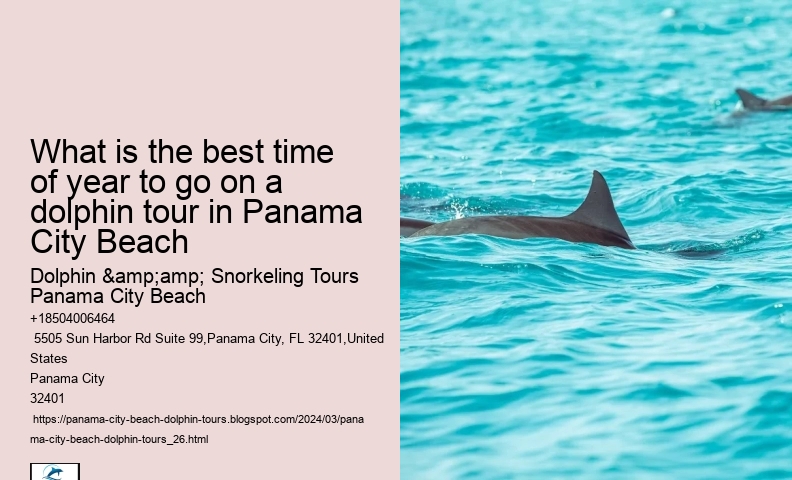 What is the best time
of year to go on a
dolphin tour in Panama
City Beach
Dolphin &amp;amp; Snorkeling Tours
Panama City Beach
+18504006464
5505 Sun Harbor Rd Suite 99,Panama City, FL 32401,United
States
Panama City
32401
https://panama-city-beach-dolphin-tours.blogspot.com/2024/03/pana
ma-city-beach-dolphin-tours_26.html